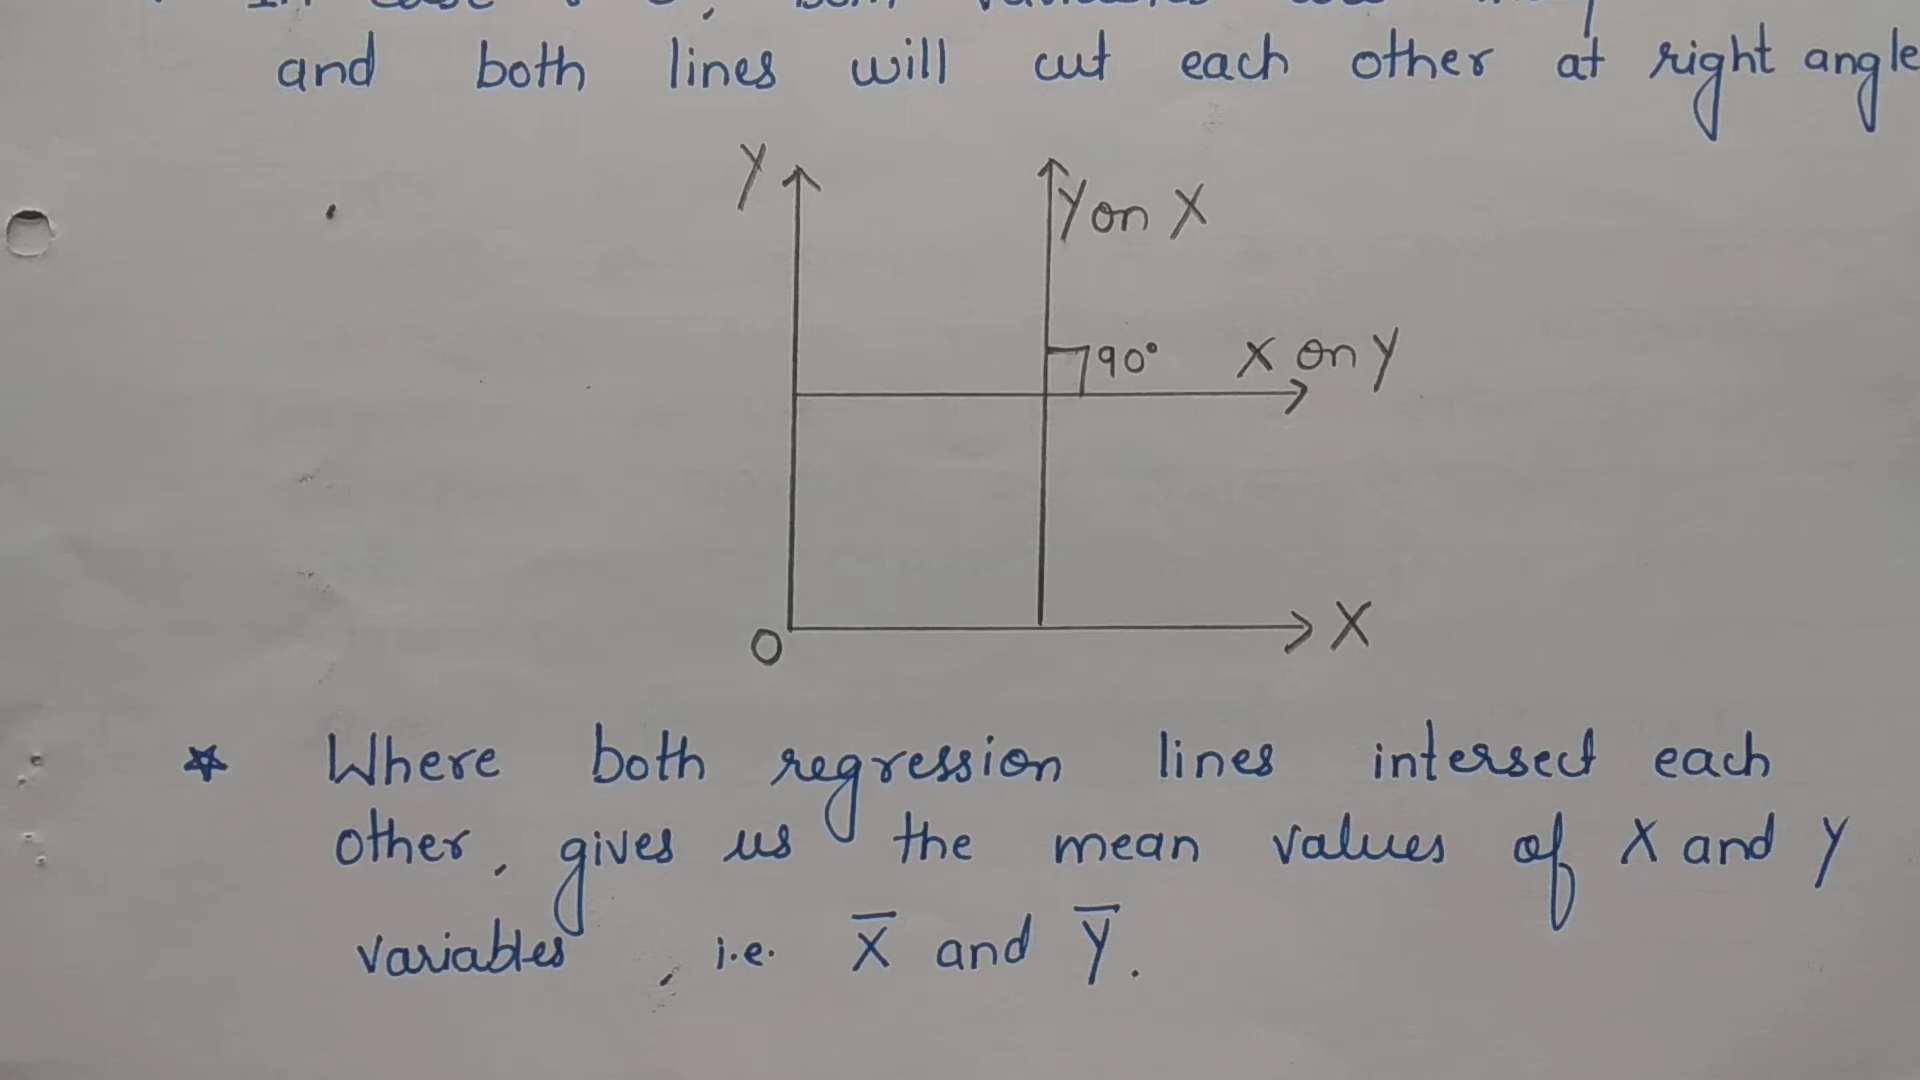 and both lines will cut each other at right angle
Y
Y on X
90°
X on Y
O
X
* Where both regression lines intersect each
other, gives us the mean values of X and Y
variables, i.e. X̅ and Y̅.